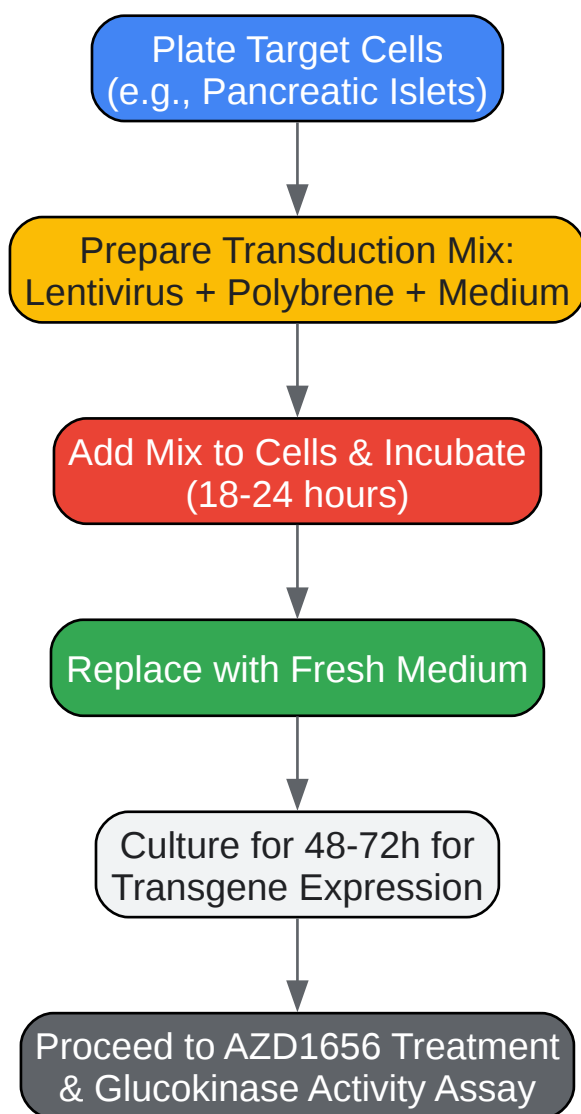 Plate Target Cells
(e.g., Pancreatic Islets)
Prepare Transduction Mix:
Lentivirus + Polybrene + Medium
Add Mix to Cells & Incubate
(18-24 hours)
Replace with Fresh Medium
Culture for 48-72h for
Transgene Expression
Proceed to AZD1656 Treatment
& Glucokinase Activity Assay